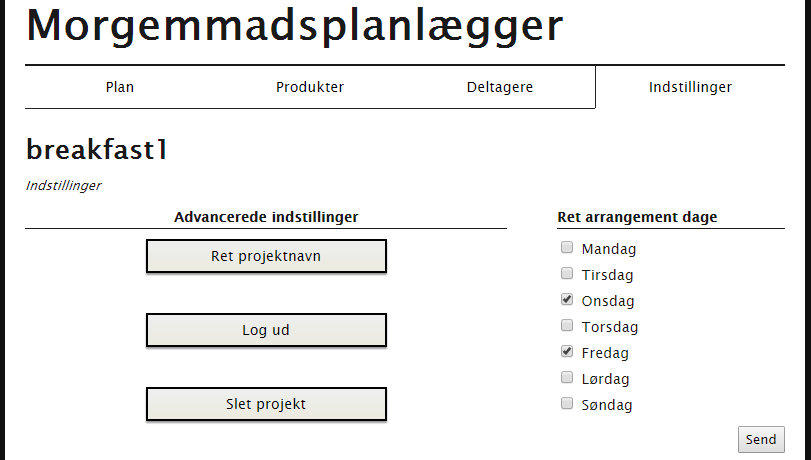 Morgemmadsplanlægger
Plan Produkter Deltagere Indstillinger
breakfast1
Indstillinger
Advancerede indstillinger
Ret projektnavn
Log ud
Slet projekt
Ret arrangement dage
Mandag
Tirsdag
Onsdag
Torsdag
Fredag
Lørdag
Søndag
Send